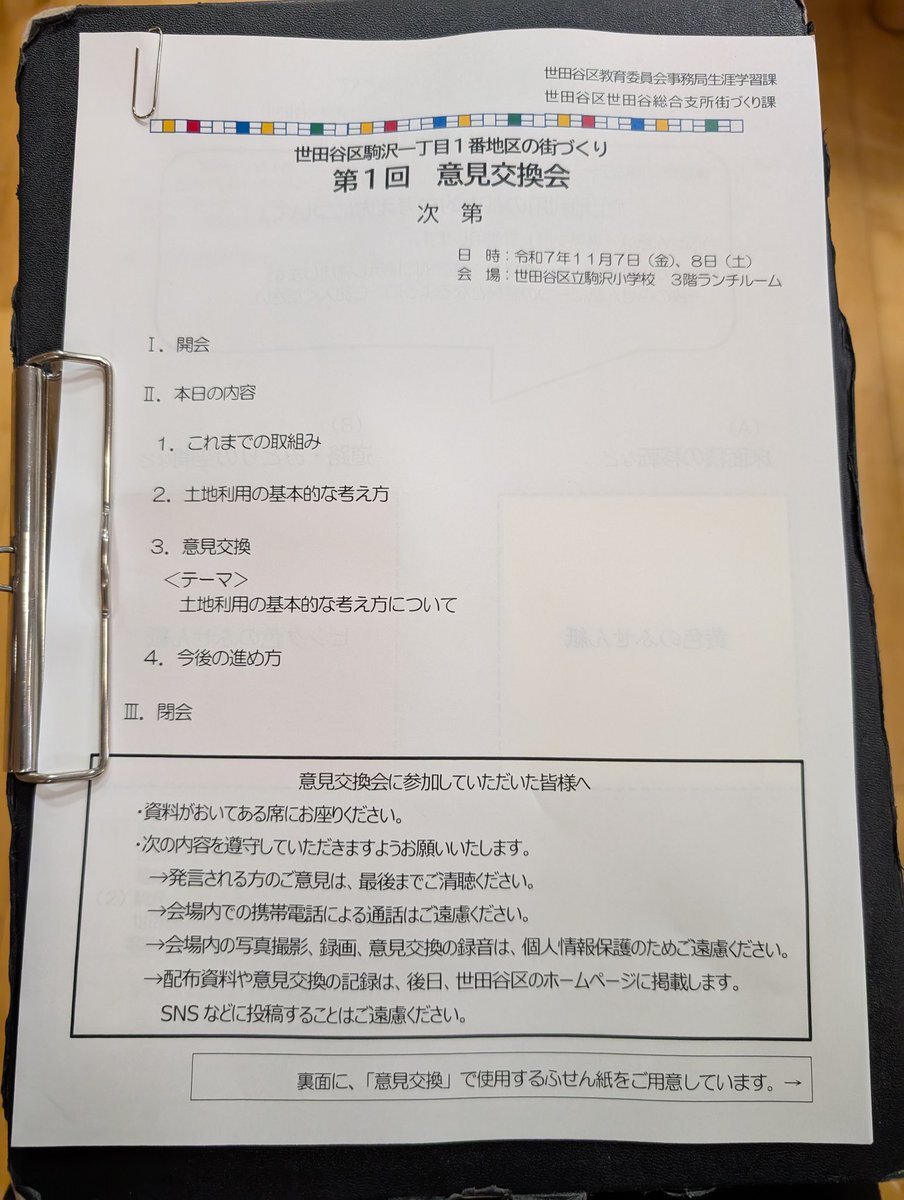 世田谷区教育委員会事務局生涯学習課
世田谷区世田谷総合支所街づくり課
世田谷区駒沢一丁目1番地区の街づくり
第1回　意見交換会
次　第
日　時：令和7年11月7日（金）、8日（土）
会　場：世田谷区立駒沢小学校　3階ランチルーム
Ⅰ．開会
Ⅱ．本日の内容
1．これまでの取組み
2．土地利用の基本的な考え方
3．意見交換
＜テーマ＞
土地利用の基本的な考え方について
4．今後の進め方
Ⅲ．閉会
意見交換会に参加していただいた皆様へ
・資料がおいてある席にお座りください。
・次の内容を遵守していただきますようお願いいたします。
→発言される方のご意見は、最後までご清聴ください。
→会場内での携帯電話による通話はご遠慮ください。
→会場内の写真撮影、録画、意見交換の録音は、個人情報保護のためご遠慮ください。
→配布資料や意見交換の記録は、後日、世田谷区のホームページに掲載します。
SNSなどに投稿することはご遠慮ください。
裏面に、「意見交換」で使用するふせん紙をご用意しています。→